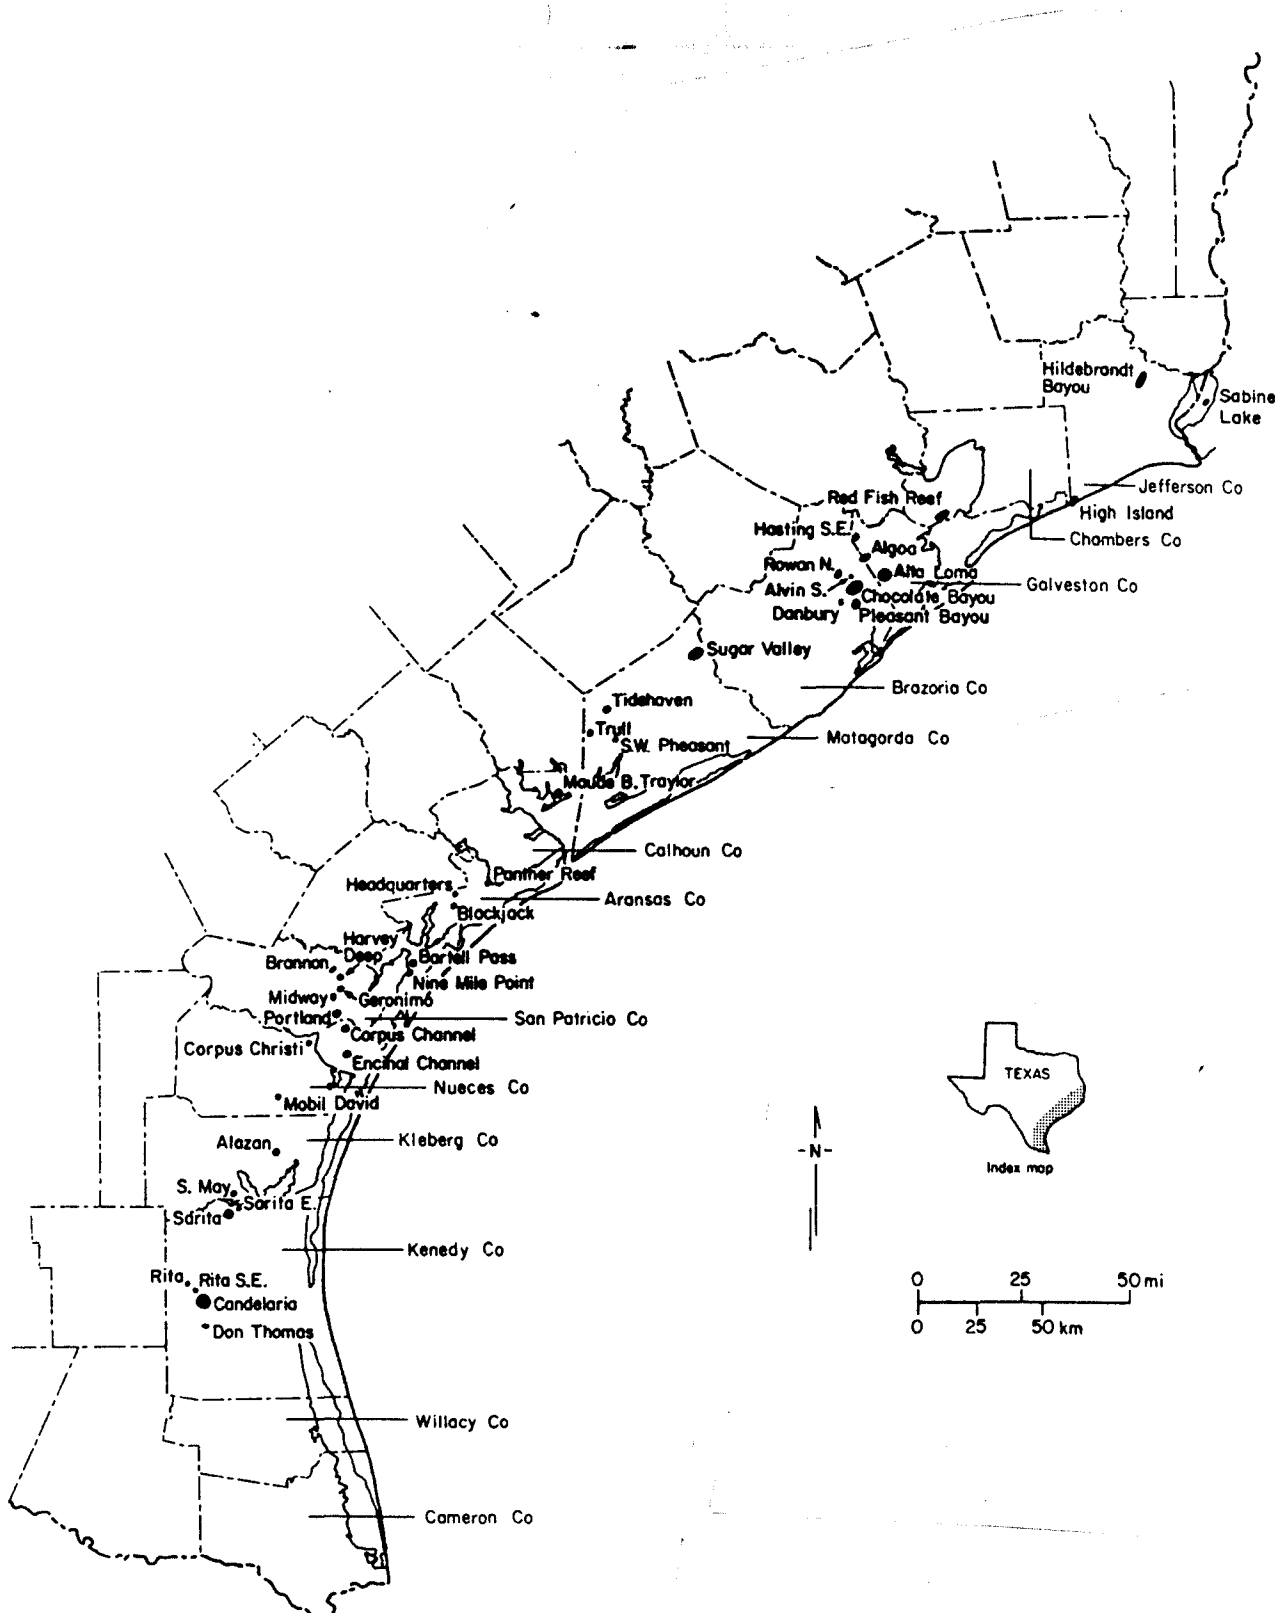 Hildebrandt
Bayou
Sabine
Lake
Jefferson Co
Red Fish Reef
High Island
Hasting S.E.
Chambers Co
Algoa
Rowan N.
Alta Loma
Alvin S.
Galveston Co
Chocolate Bayou
Danbury
Pleasant Bayou
Sugar Valley
Brazoria Co
Tidehaven
Trull
S.W. Pheasant
Matagorda Co
Maude B. Traylor
Calhoun Co
Panther Reef
Headquarters
Aransas Co
Blackjack
Harvey
Deep
Brannon
Bartell Pass
Nine Mile Point
Midway
Geronimo
Portland
San Patricio Co
Corpus Channel
Corpus Christi
Encinal Channel
Nueces Co
Mobil David
Alazan
Kleberg Co
S. May
Sarita E.
Sarita
Kenedy Co
Rita
Rita S.E.
Candelaria
Don Thomas
Willacy Co
Cameron Co
TEXAS
Index map
-N-
0 25 50 mi
0 25 50 km